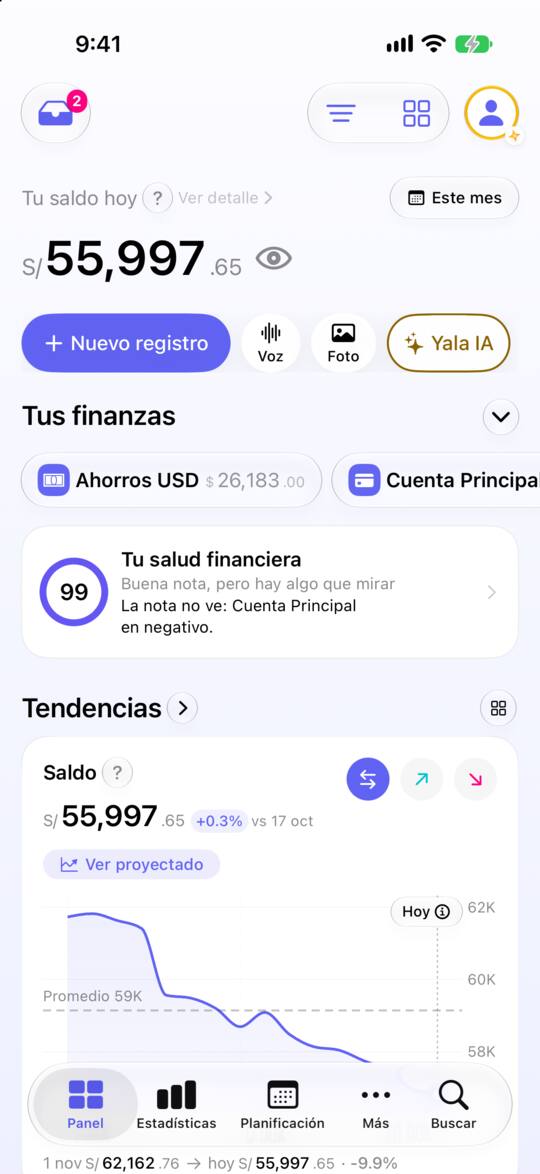 9:41
2
Tu saldo hoy ? Ver detalle >
Este mes
S/55,997.65
+ Nuevo registro
Voz
Foto
Yala IA
Tus finanzas
Ahorros USD $26,183.00
Cuenta Principal
99
Tu salud financiera
Buena nota, pero hay algo que mirar
La nota no ve: Cuenta Principal
en negativo.
Tendencias >
Saldo ?
S/55,997.65 +0.3% vs 17 oct
Ver proyectado
Hoy
62K
60K
Promedio 59K
58K
Panel
Estadísticas
Planificación
Más
Buscar
1 nov S/62,162.76 → hoy S/55,997.65 · -9.9%